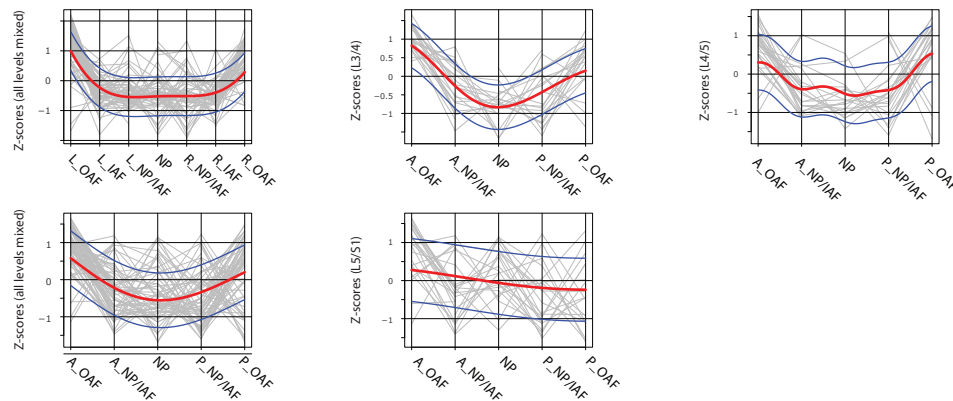 Z-scores (all levels mixed)
1
0
−1
L_OAF
L_IAF
L_NP/IAF
NP
R_NP/IAF
R_IAF
R_OAF
Z-scores (L3/4)
1
0.5
0
−0.5
−1
A_OAF
A_NP/IAF
NP
P_NP/IAF
P_OAF
Z-scores (L4/5)
1
0
−1
A_OAF
A_NP/IAF
NP
P_NP/IAF
P_OAF
Z-scores (all levels mixed)
1
0
−1
A_OAF
A_NP/IAF
NP
P_NP/IAF
P_OAF
Z-scores (L5/S1)
1
0
−1
A_OAF
A_NP/IAF
NP
P_NP/IAF
P_OAF